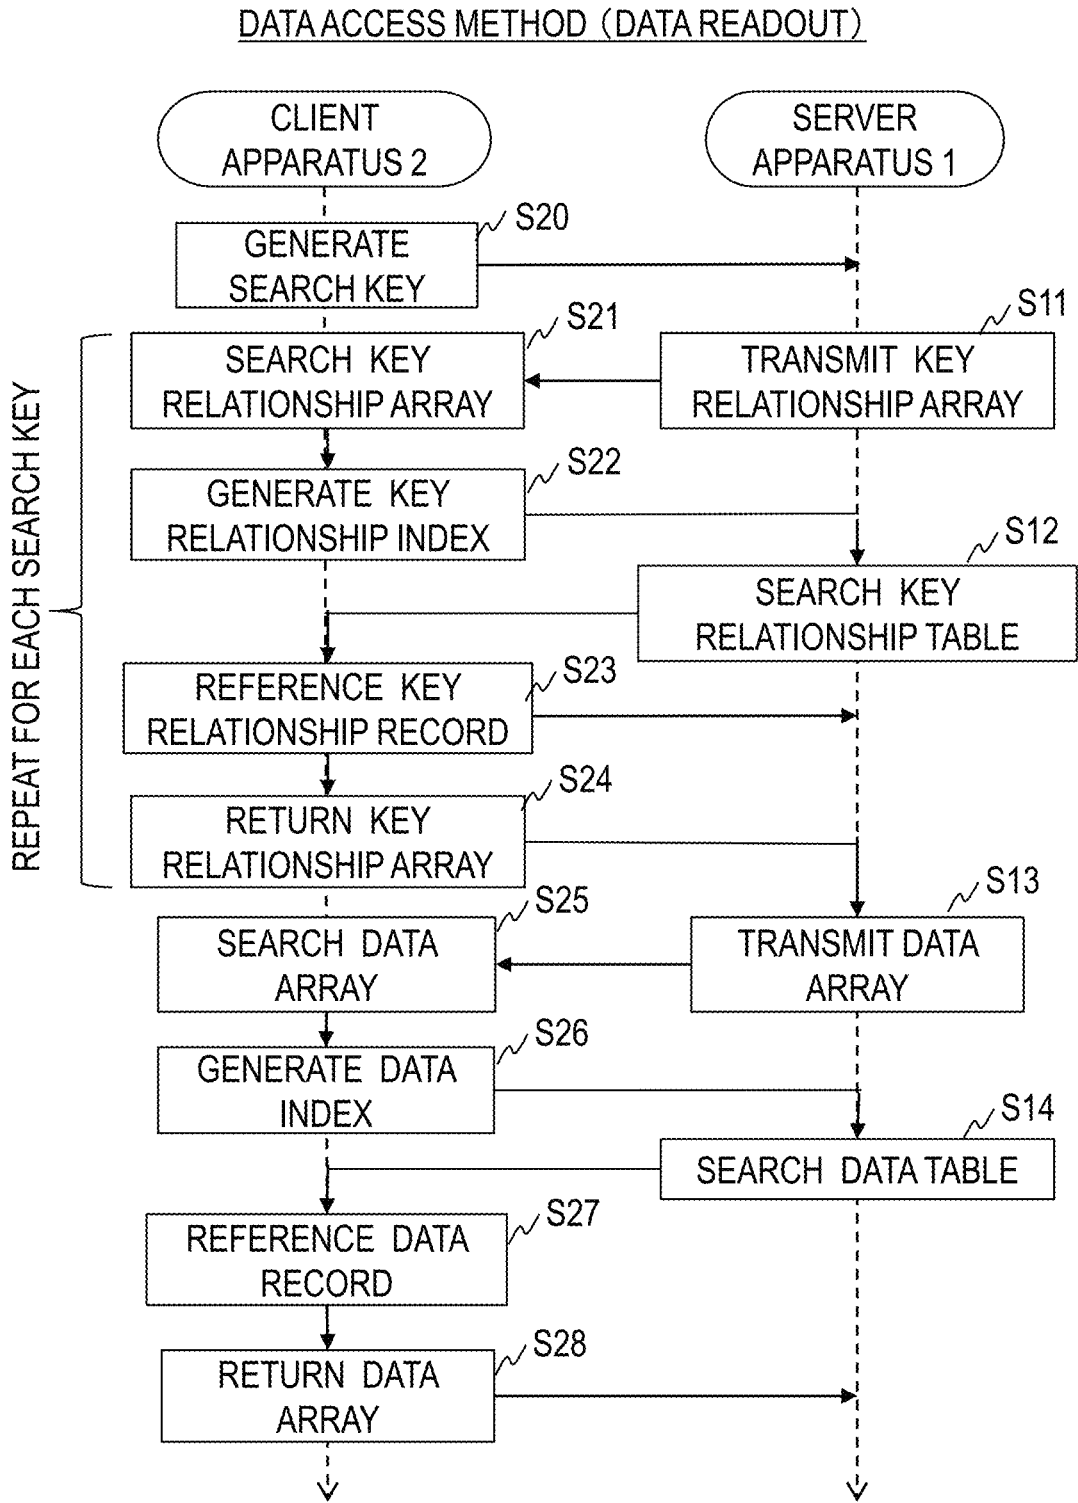 DATA ACCESS METHOD (DATA READOUT)
CLIENT
APPARATUS 2
SERVER
APPARATUS 1
S20
GENERATE
SEARCH KEY
S21
SEARCH KEY
RELATIONSHIP ARRAY
S11
TRANSMIT KEY
RELATIONSHIP ARRAY
REPEAT FOR EACH SEARCH KEY
S22
GENERATE KEY
RELATIONSHIP INDEX
S12
SEARCH KEY
RELATIONSHIP TABLE
S23
REFERENCE KEY
RELATIONSHIP RECORD
S24
RETURN KEY
RELATIONSHIP ARRAY
S25
SEARCH DATA
ARRAY
S13
TRANSMIT DATA
ARRAY
S26
GENERATE DATA
INDEX
S14
SEARCH DATA TABLE
S27
REFERENCE DATA
RECORD
S28
RETURN DATA
ARRAY